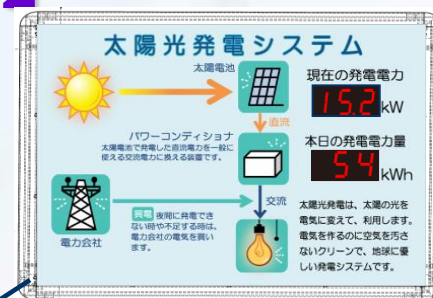 太陽光発電システム
太陽電池
現在の発電電力
15.2kW
直流
パワーコンディショナ
太陽電池で発電した直流電力を一般に
使える交流電力に換える装置です。
本日の発電電力量
54kWh
交流
買電 夜間に発電でき
ない時や不足する時は、
電力会社の電気を買い
ます。
電力会社
太陽光発電は、太陽の光を
電気に変えて、利用します。
電気を作るのに空気を汚さ
ないクリーンで、地球に優
しい発電システムです。